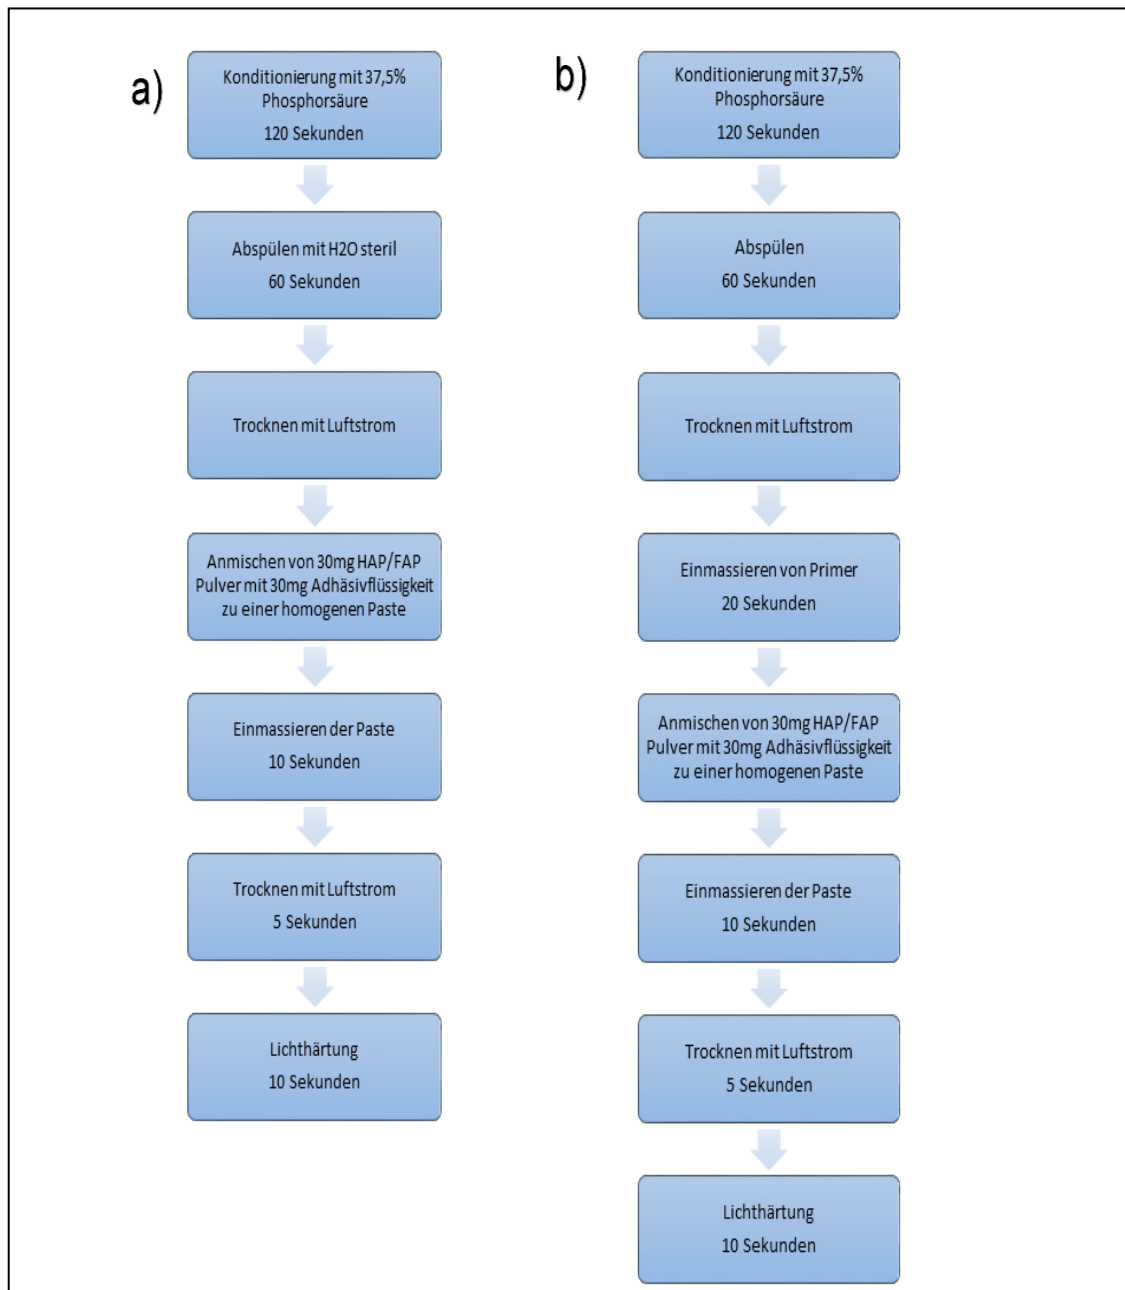 a)
Konditionierung mit 37,5%
Phosphorsäure
120 Sekunden
Abspülen mit H2O steril
60 Sekunden
Trocknen mit Luftstrom
Anmischen von 30mg HAP/FAP
Pulver mit 30mg Adhäsivflüssigkeit
zu einer homogenen Paste
Einmassieren der Paste
10 Sekunden
Trocknen mit Luftstrom
5 Sekunden
Lichthärtung
10 Sekunden
b)
Konditionierung mit 37,5%
Phosphorsäure
120 Sekunden
Abspülen
60 Sekunden
Trocknen mit Luftstrom
Einmassieren von Primer
20 Sekunden
Anmischen von 30mg HAP/FAP
Pulver mit 30mg Adhäsivflüssigkeit
zu einer homogenen Paste
Einmassieren der Paste
10 Sekunden
Trocknen mit Luftstrom
5 Sekunden
Lichthärtung
10 Sekunden